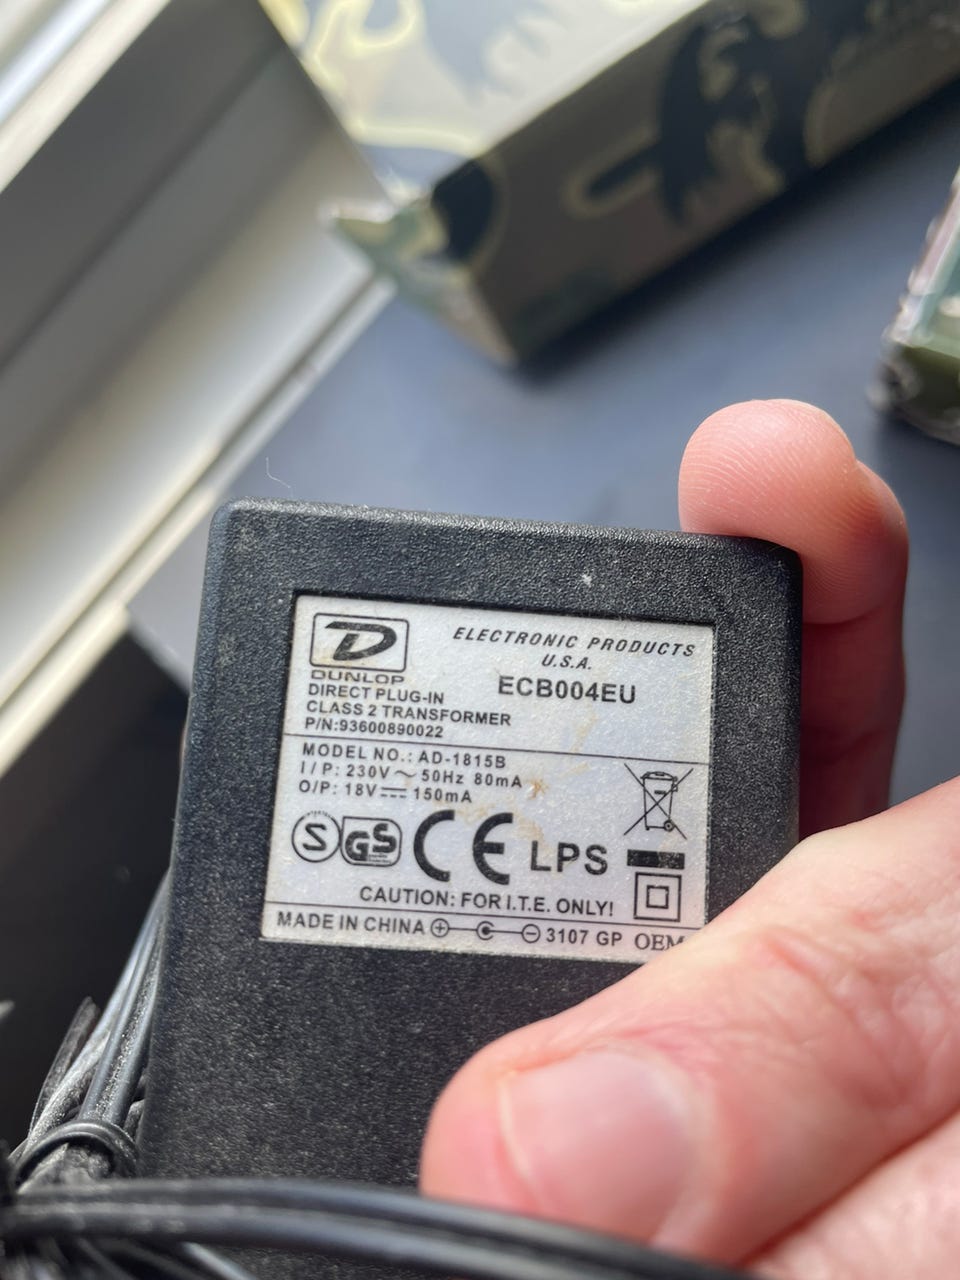 D
DUNLOP
ELECTRONIC PRODUCTS
U.S.A.
ECB004EU
DIRECT PLUG-IN
CLASS 2 TRANSFORMER
P/N:93600890022
MODEL NO.: AD-1815B
I/P: 230V ~ 50Hz 80mA
O/P: 18V ⎓ 150mA
S GS CE LPS
CAUTION: FOR I.T.E. ONLY!
MADE IN CHINA 3107 GP OEM